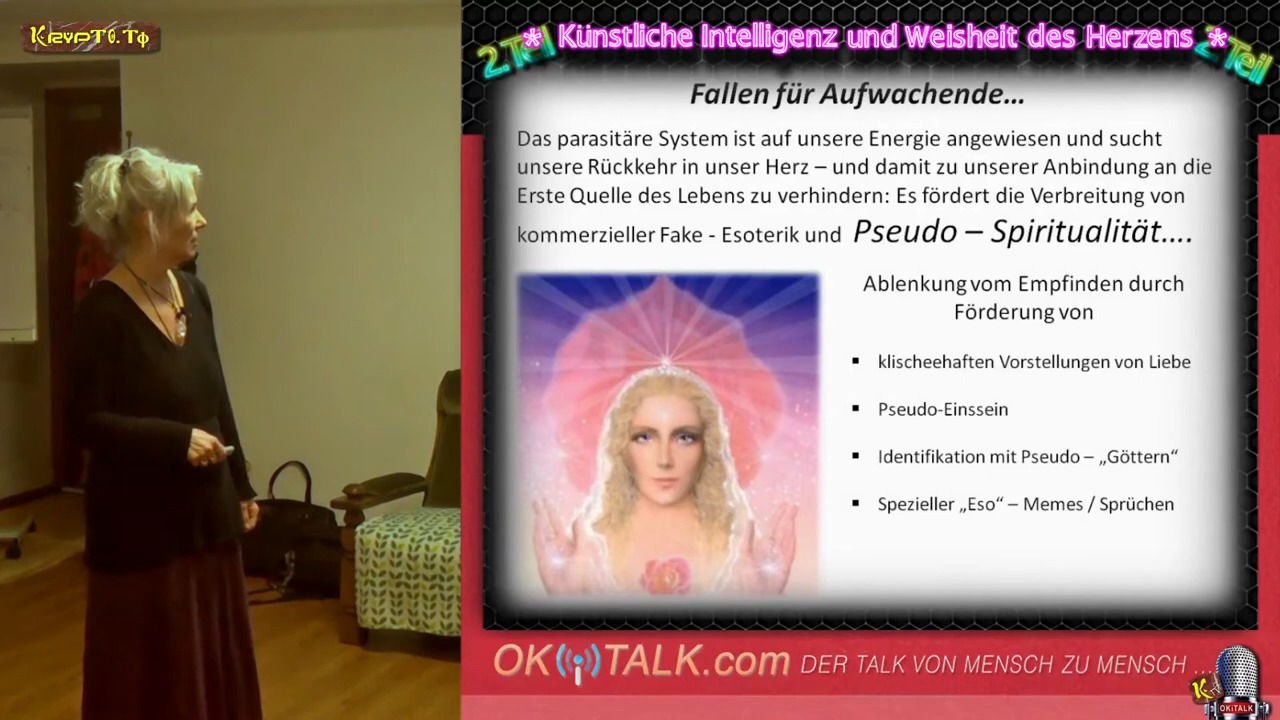 KrypT0.Tφ
* Künstliche Intelligenz und Weisheit des Herzens *
2.Teil
2.Teil
Fallen für Aufwachende…
Das parasitäre System ist auf unsere Energie angewiesen und sucht
unsere Rückkehr in unser Herz – und damit zu unserer Anbindung an die
Erste Quelle des Lebens zu verhindern: Es fördert die Verbreitung von
kommerzieller Fake - Esoterik und Pseudo – Spiritualität….
Ablenkung vom Empfinden durch
Förderung von
▪ klischeehaften Vorstellungen von Liebe
▪ Pseudo-Einssein
▪ Identifikation mit Pseudo – „Göttern“
▪ Spezieller „Eso“ – Memes / Sprüchen
OKiTALK.com DER TALK VON MENSCH ZU MENSCH ...
OKiTALK